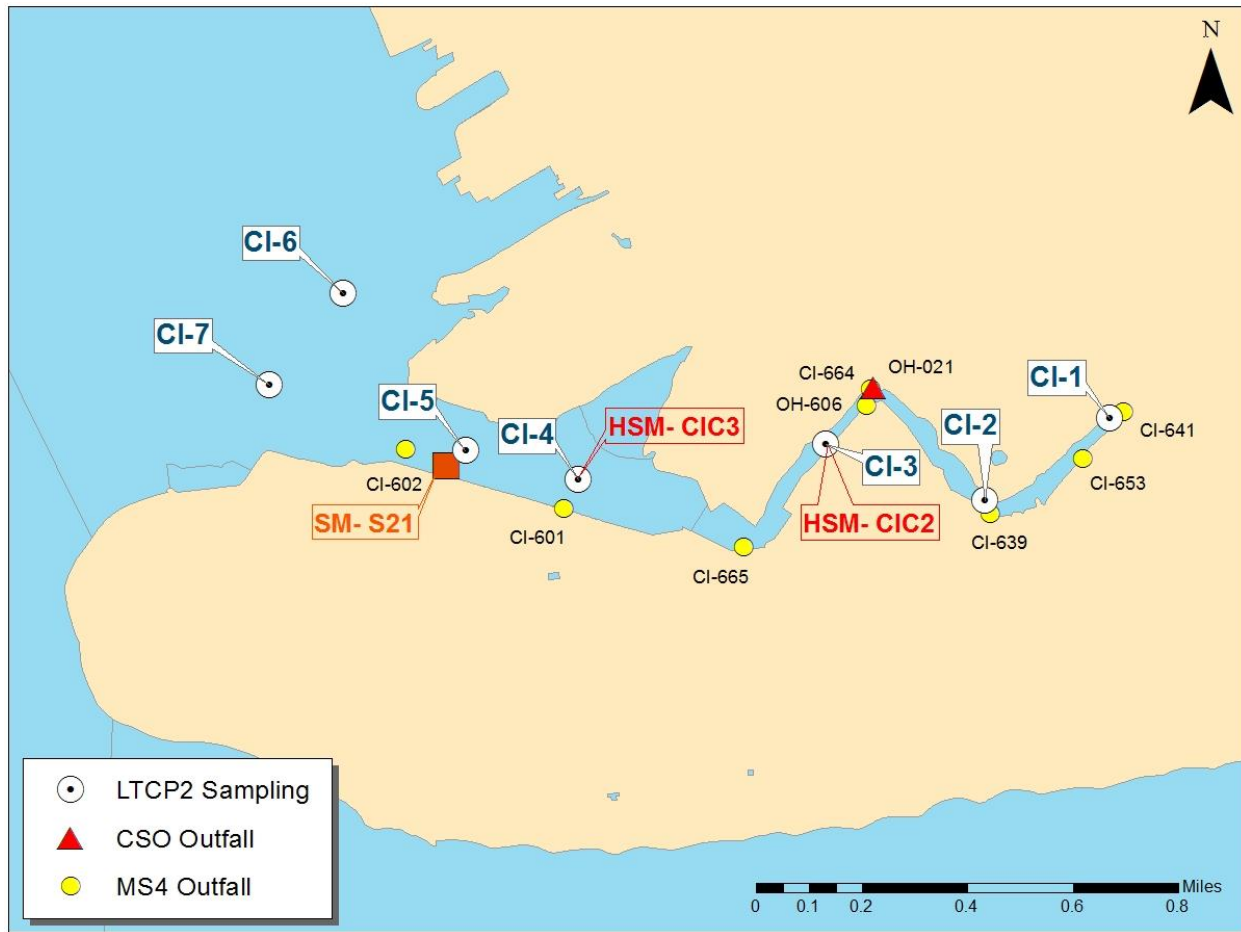 N
CI-6
CI-7
CI-5
CI-4
HSM- CIC3
CI-664
OH-021
OH-606
CI-1
CI-2
CI-3
CI-641
CI-653
CI-602
SM- S21
CI-601
HSM- CIC2
CI-639
CI-665
LTCP2 Sampling
CSO Outfall
MS4 Outfall
Miles
0 0.1 0.2 0.4 0.6 0.8